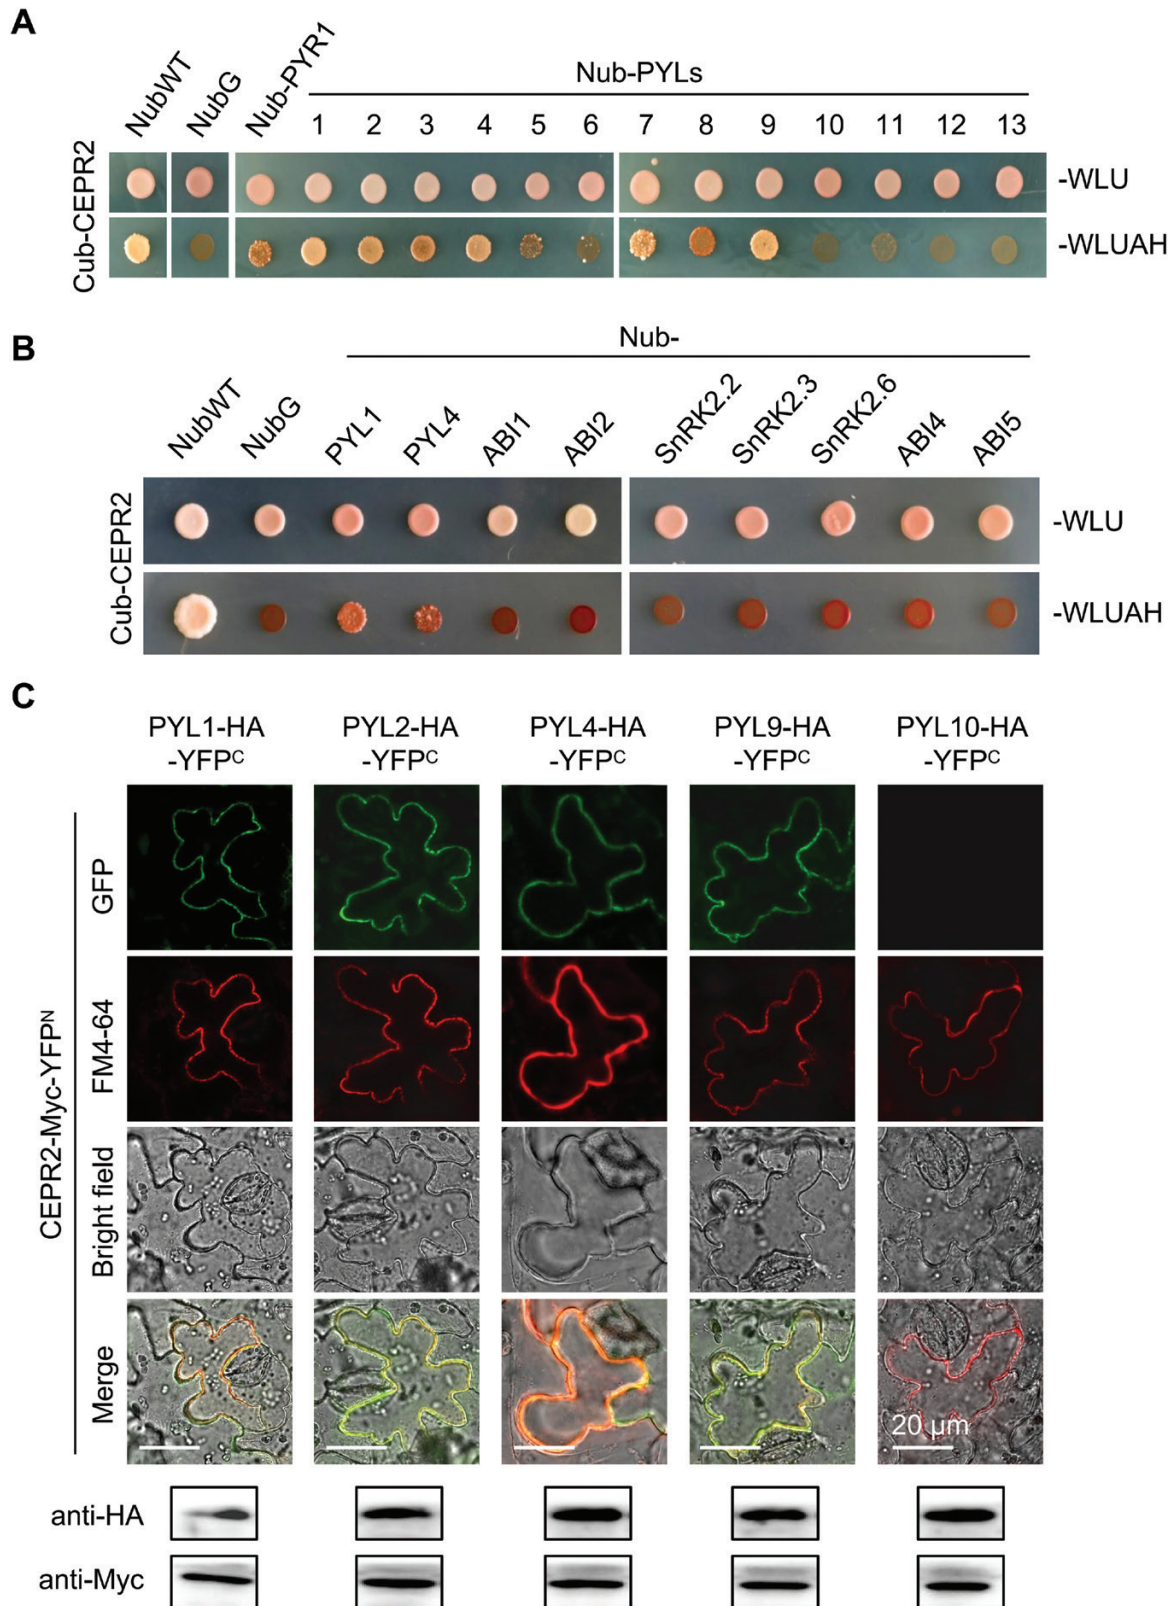 A
NubWT
NubG
Nub-PYR1
Nub-PYLs
1 2 3 4 5 6 7 8 9 10 11 12 13
Cub-CEPR2
-WLU
-WLUAH
B
Nub-
NubWT
NubG
PYL1
PYL4
ABI1
ABI2
SnRK2.2
SnRK2.3
SnRK2.6
ABI4
ABI5
Cub-CEPR2
-WLU
-WLUAH
C
PYL1-HA
-YFPC
PYL2-HA
-YFPC
PYL4-HA
-YFPC
PYL9-HA
-YFPC
PYL10-HA
-YFPC
CEPR2-Myc-YFPN
GFP
FM4-64
Bright field
Merge
20 μm
anti-HA
anti-Myc